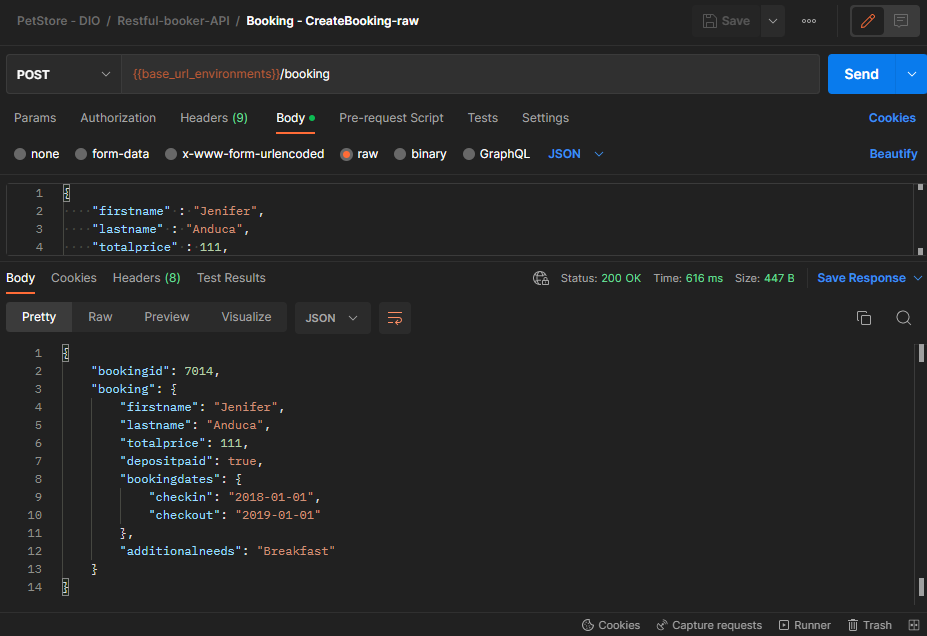 PetStore - DIO / Restful-booker-API / Booking - CreateBooking-raw Save
POST {{base_url_environments}}/booking Send
Params Authorization Headers (9) Body Pre-request Script Tests Settings Cookies
none form-data x-www-form-urlencoded raw binary GraphQL JSON Beautify
1 {
2 "firstname" : "Jenifer",
3 "lastname" : "Anduca",
4 "totalprice" : 111,
Body Cookies Headers (8) Test Results Status: 200 OK Time: 616 ms Size: 447 B Save Response
Pretty Raw Preview Visualize JSON
1 {
2 "bookingid": 7014,
3 "booking": {
4 "firstname": "Jenifer",
5 "lastname": "Anduca",
6 "totalprice": 111,
7 "depositpaid": true,
8 "bookingdates": {
9 "checkin": "2018-01-01",
10 "checkout": "2019-01-01"
11 },
12 "additionalneeds": "Breakfast"
13 }
14 }
Cookies Capture requests Runner Trash